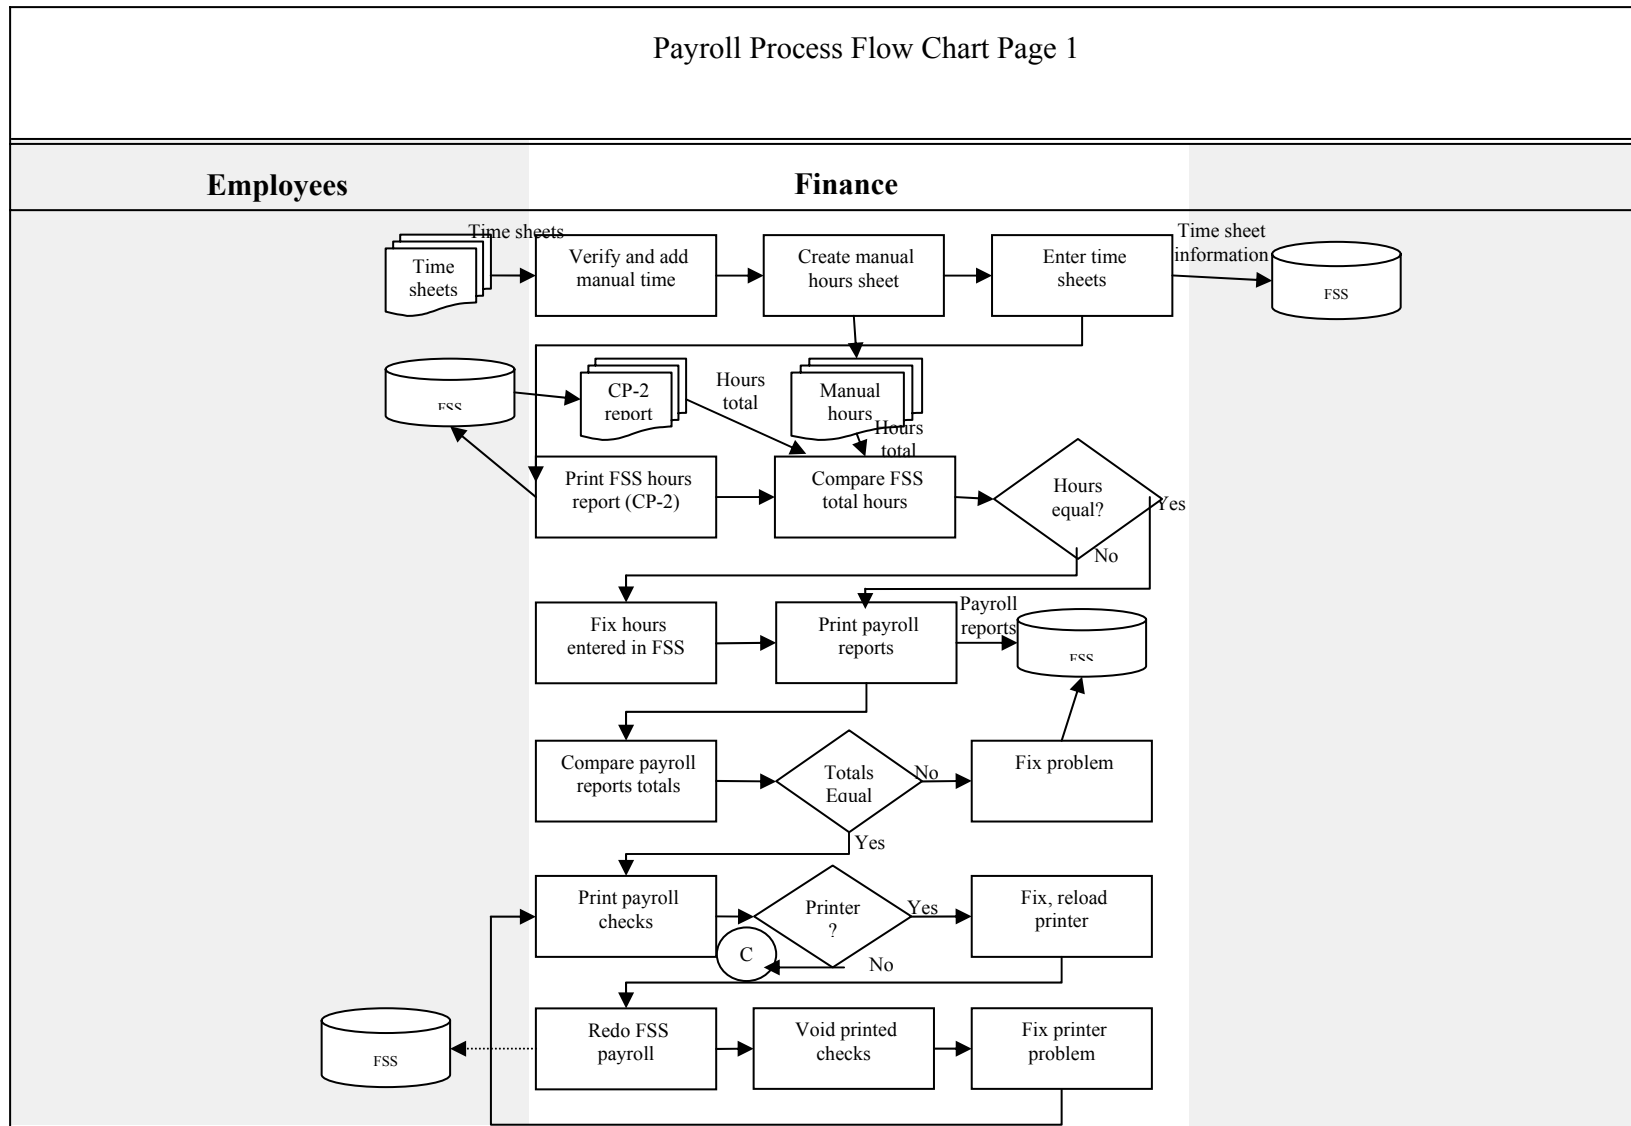 Payroll Process Flow Chart Page 1
Employees
Finance
Time sheets
Time
sheets
Verify and add
manual time
Create manual
hours sheet
Enter time
sheets
Time sheet
information
FSS
FSS
CP-2
report
Hours
total
Manual
hours
Hours
total
Print FSS hours
report (CP-2)
Compare FSS
total hours
Hours
equal?
Yes
No
Fix hours
entered in FSS
Print payroll
reports
Payroll
reports
FSS
Compare payroll
reports totals
Totals
Equal
No
Fix problem
Yes
Print payroll
checks
Printer
?
Yes
Fix, reload
printer
C
No
FSS
Redo FSS
payroll
Void printed
checks
Fix printer
problem